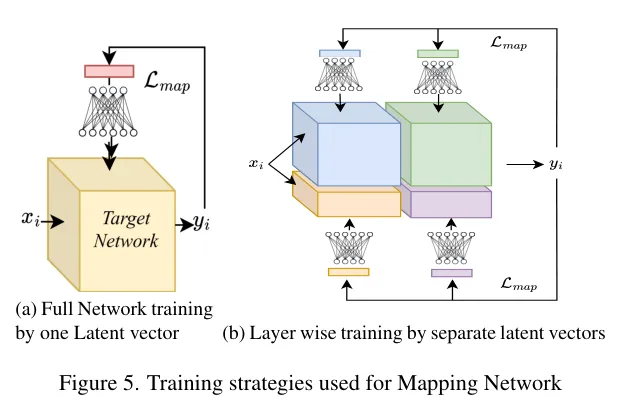 𝓛map
xi
Target
Network
yi
(a) Full Network training
by one Latent vector
𝓛map
xi
yi
𝓛map
(b) Layer wise training by separate latent vectors
Figure 5. Training strategies used for Mapping Network